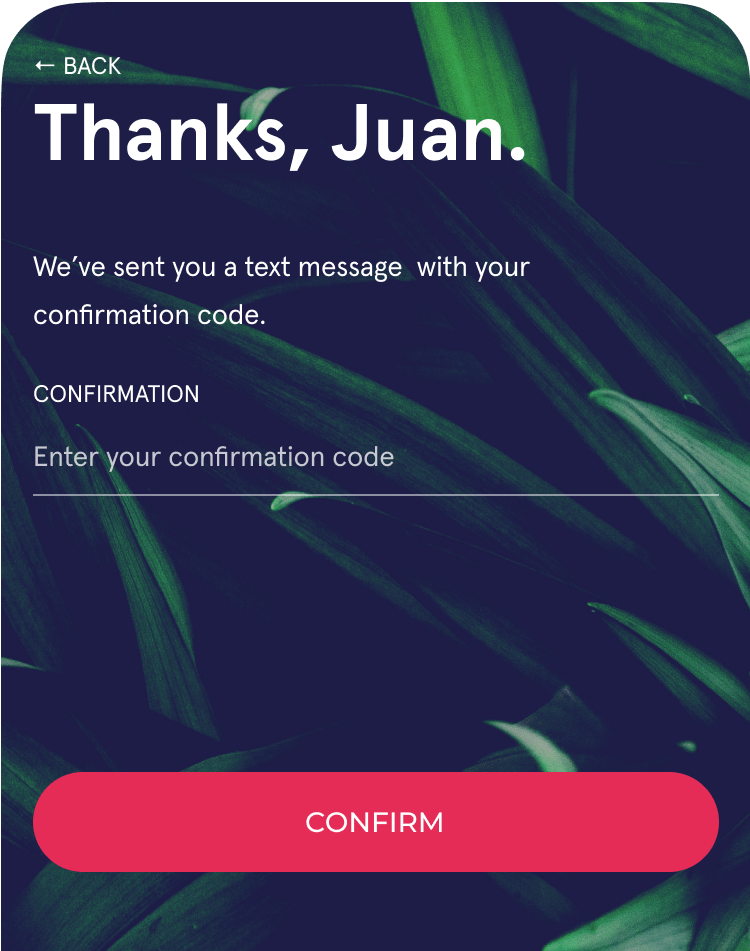 ← BACK
Thanks, Juan.
We’ve sent you a text message  with your
confirmation code.
CONFIRMATION
Enter your confirmation code
CONFIRM